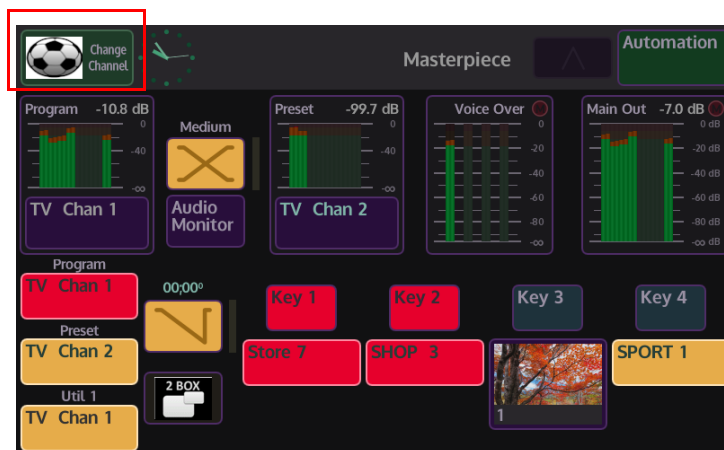 Change
Channel
Masterpiece
Automation
Program -10.8 dB
Medium
Preset -99.7 dB
Voice Over
Main Out -7.0 dB
0
-40
-∞
0
-40
-∞
0
-20
-40
-60
-80
-∞
0 dB
-20 dB
-40 dB
-60 dB
-80 dB
-∞ dB
TV Chan 1
Audio
Monitor
TV Chan 2
Program
TV Chan 1
00;00⁰
Key 1
Key 2
Key 3
Key 4
Preset
TV Chan 2
Store 7
SHOP 3
SPORT 1
2 BOX
1
Util 1
TV Chan 1